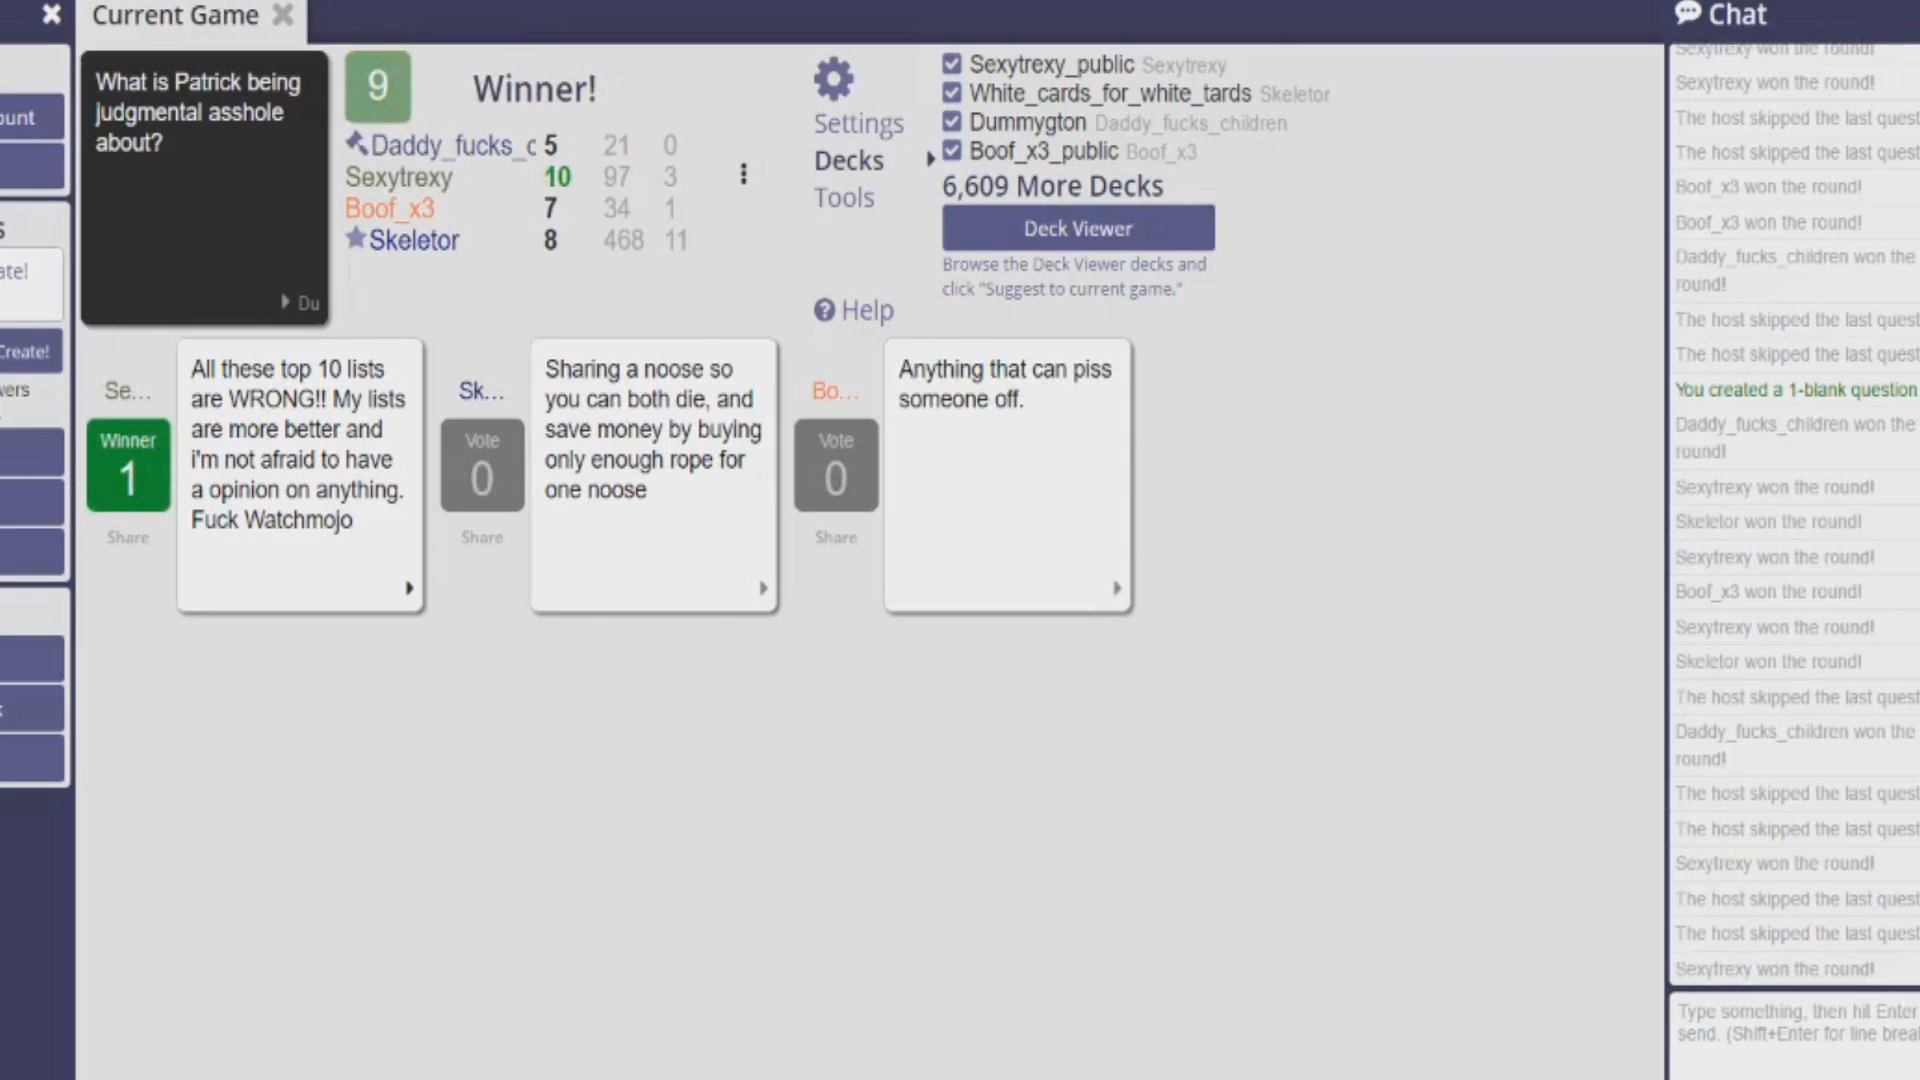 Current Game
Chat
What is Patrick being
judgmental asshole
about?
Du
9
Winner!
Daddy_fucks_c 5 21 0
Sexytrexy 10 97 3
Boof_x3 7 34 1
Skeletor 8 468 11
Settings
Decks
Tools
Help
Sexytrexy_public Sexytrexy
White_cards_for_white_tards Skeletor
Dummygton Daddy_fucks_children
Boof_x3_public Boof_x3
6,609 More Decks
Deck Viewer
Browse the Deck Viewer decks and
click "Suggest to current game."
Se...
Winner
1
Share
All these top 10 lists
are WRONG!! My lists
are more better and
i'm not afraid to have
a opinion on anything.
Fuck Watchmojo
Sk...
Vote
0
Share
Sharing a noose so
you can both die, and
save money by buying
only enough rope for
one noose
Bo...
Vote
0
Share
Anything that can piss
someone off.
ount
S
ate!
Create!
vers
Sexytrexy won the round!
Sexytrexy won the round!
The host skipped the last quest
The host skipped the last quest
Boof_x3 won the round!
Boof_x3 won the round!
Daddy_fucks_children won the
round!
The host skipped the last quest
The host skipped the last quest
You created a 1-blank question
Daddy_fucks_children won the
round!
Sexytrexy won the round!
Skeletor won the round!
Sexytrexy won the round!
Boof_x3 won the round!
Sexytrexy won the round!
Skeletor won the round!
The host skipped the last quest
Daddy_fucks_children won the
round!
The host skipped the last quest
The host skipped the last quest
Sexytrexy won the round!
The host skipped the last quest
The host skipped the last quest
Sexytrexy won the round!
Type something, then hit Enter
send. (Shift+Enter for line brea